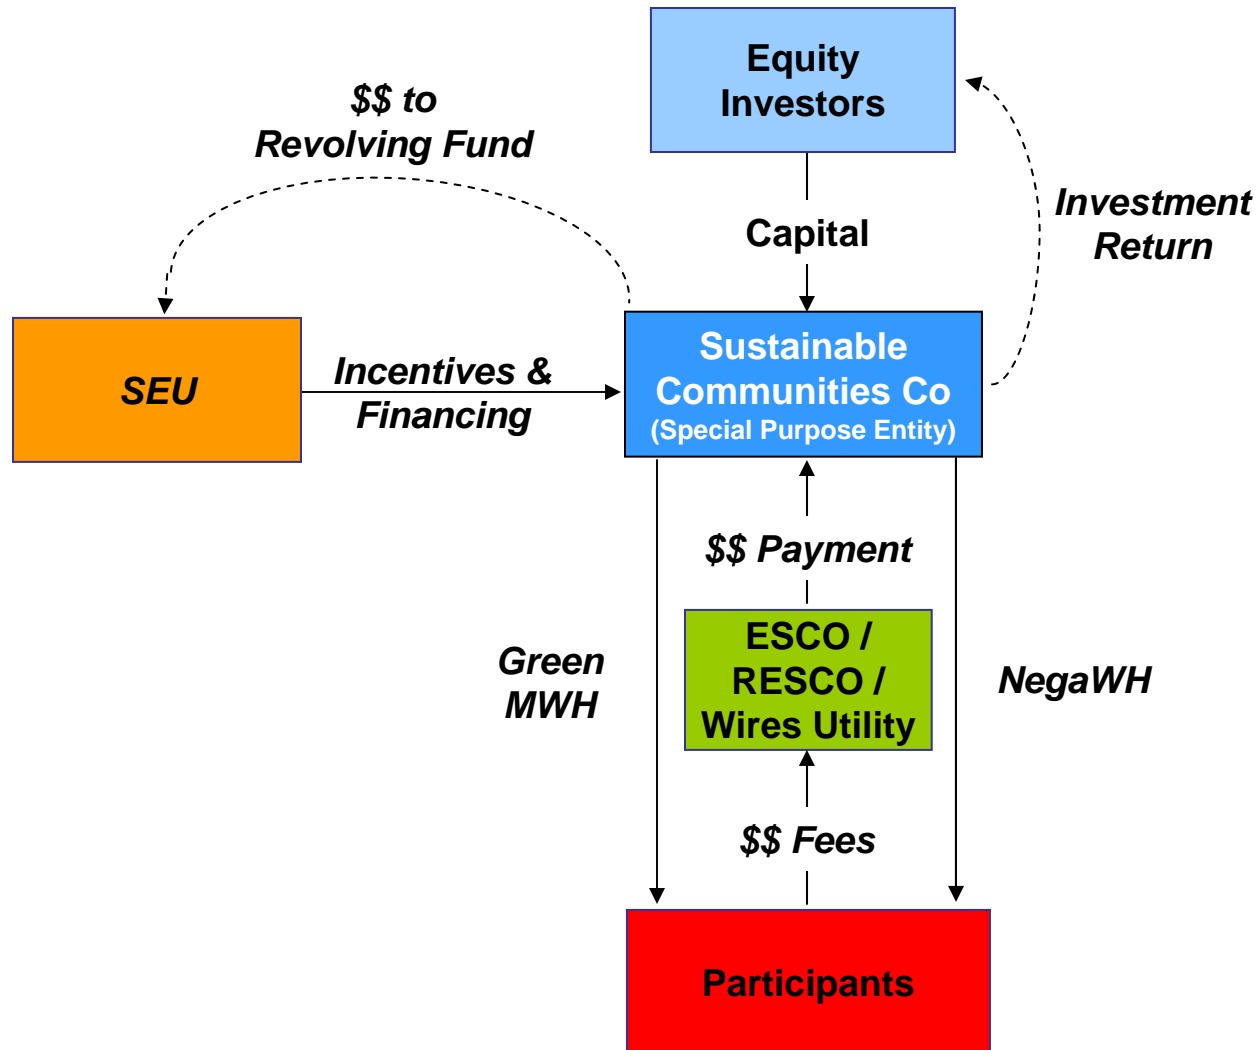 Equity
Investors
$$ to
Revolving Fund
Investment
Return
Capital
SEU
Incentives &
Financing
Sustainable
Communities Co
(Special Purpose Entity)
$$ Payment
ESCO /
RESCO /
Wires Utility
Green
MWH
NegaWH
$$ Fees
Participants